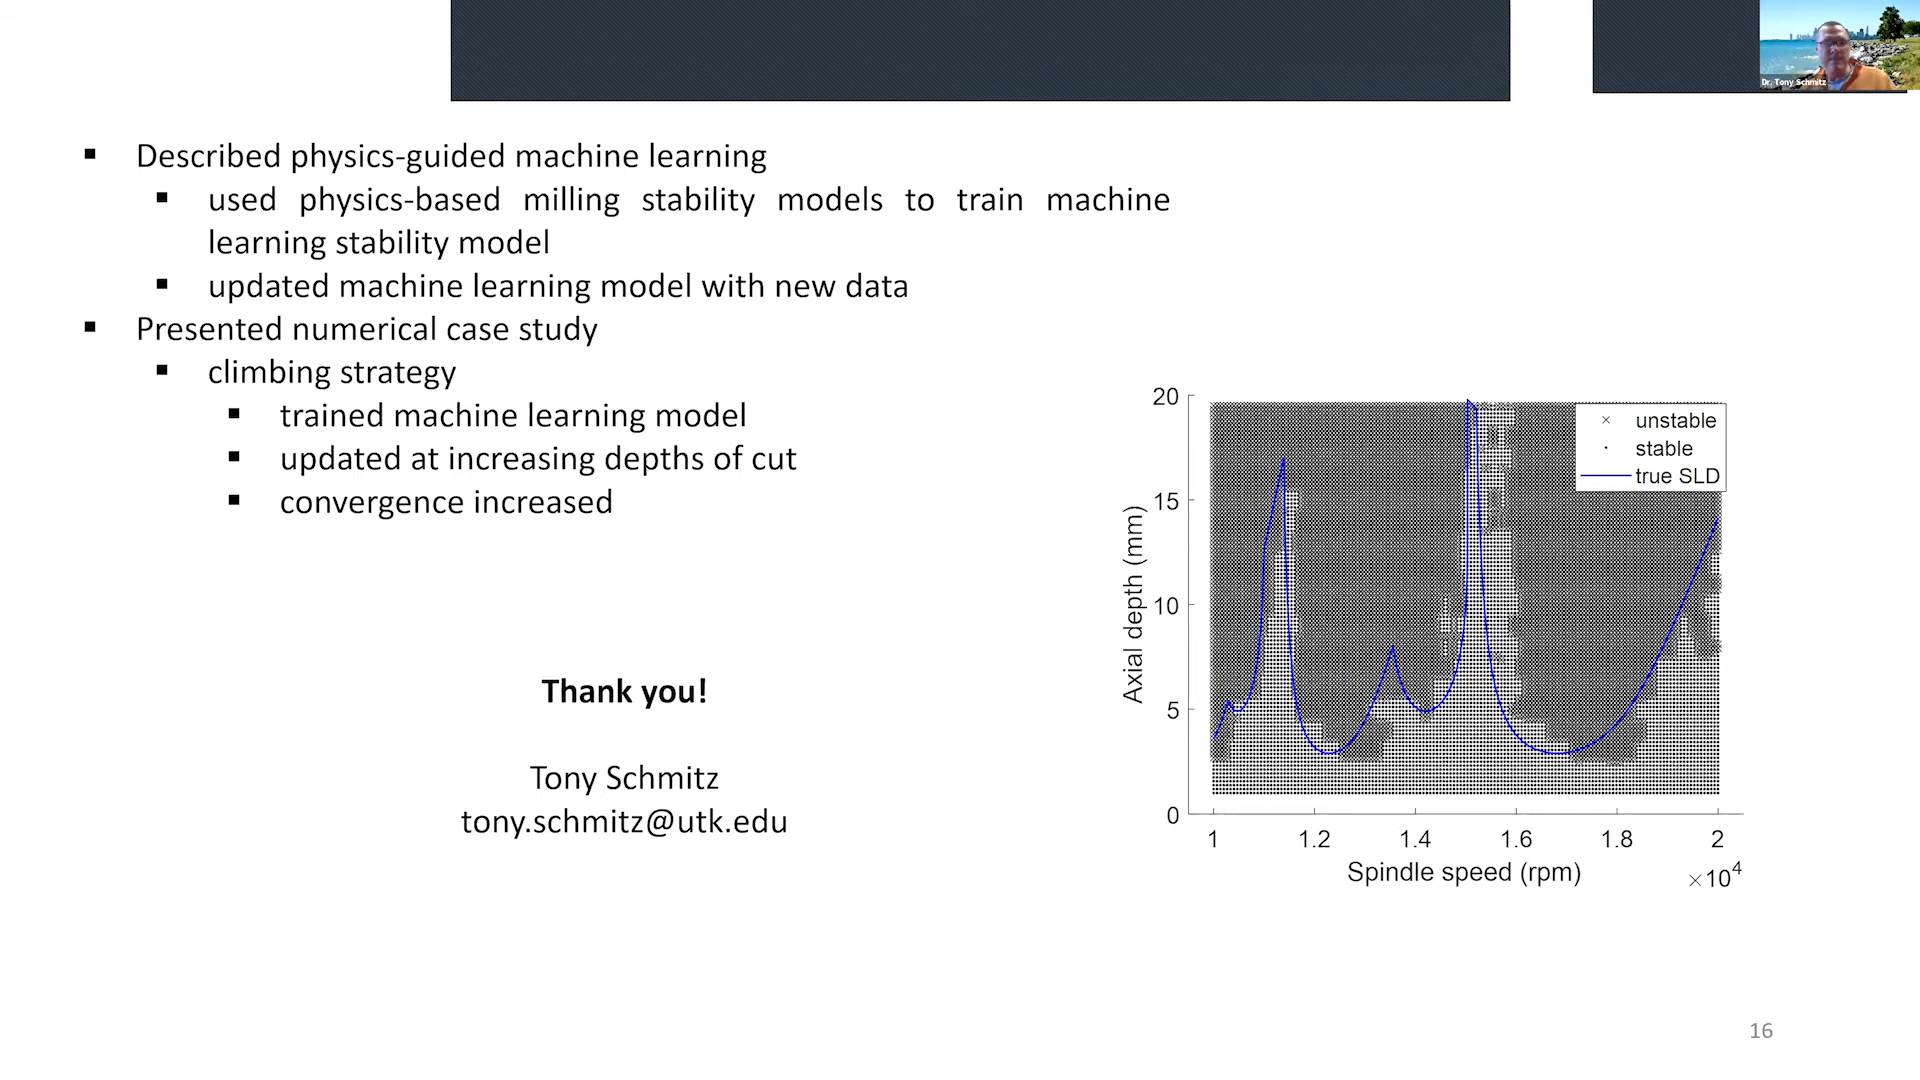 Dr. Tony Schmitz
Described physics-guided machine learning
used physics-based milling stability models to train machine
learning stability model
updated machine learning model with new data
Presented numerical case study
climbing strategy
trained machine learning model
updated at increasing depths of cut
convergence increased
Thank you!
Tony Schmitz
tony.schmitz@utk.edu
unstable
stable
true SLD
20
15
10
5
0
Axial depth (mm)
1 1.2 1.4 1.6 1.8 2
Spindle speed (rpm)
×10⁴
16